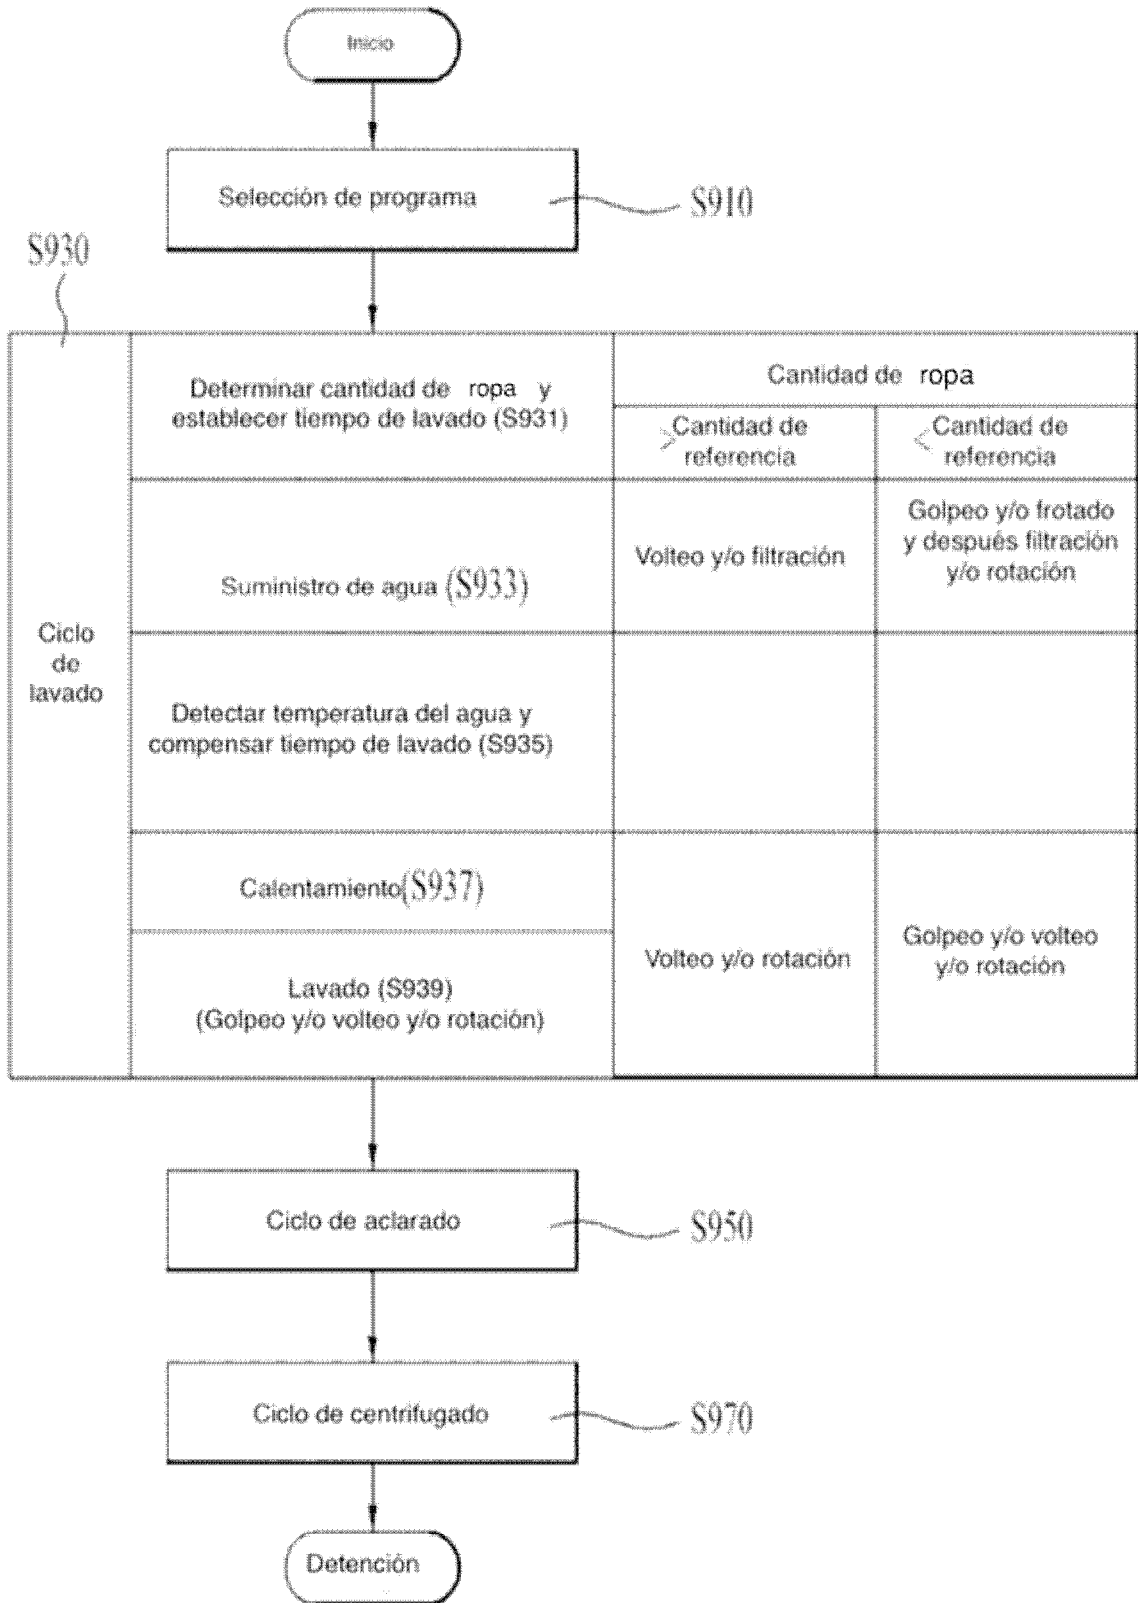 Inicio
Selección de programa
S910
S930
Ciclo
de
lavado
Determinar cantidad de ropa y
establecer tiempo de lavado (S931)
Cantidad de ropa
> Cantidad de
referencia
< Cantidad de
referencia
Suministro de agua (S933)
Volteo y/o filtración
Golpeo y/o frotado
y después filtración
y/o rotación
Detectar temperatura del agua y
compensar tiempo de lavado (S935)
Calentamiento(S937)
Lavado (S939)
(Golpeo y/o volteo y/o rotación)
Volteo y/o rotación
Golpeo y/o volteo
y/o rotación
Ciclo de aclarado
S950
Ciclo de centrifugado
S970
Detención